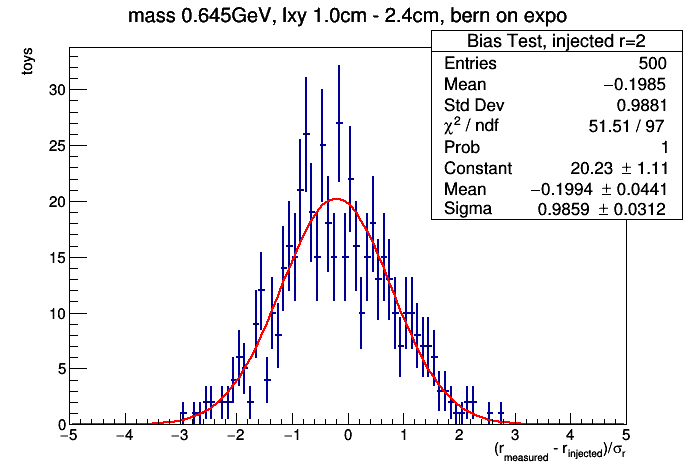 mass 0.645GeV, lxy 1.0cm - 2.4cm, bern on expo
Bias Test, injected r=2
Entries 500
Mean −0.1985
Std Dev 0.9881
χ² / ndf 51.51 / 97
Prob 1
Constant 20.23 ± 1.11
Mean −0.1994 ± 0.0441
Sigma 0.9859 ± 0.0312
toys
30
25
20
15
10
5
0
−5 −4 −3 −2 −1 0 1 2 3 4 5
(r_measured - r_injected)/σ_r